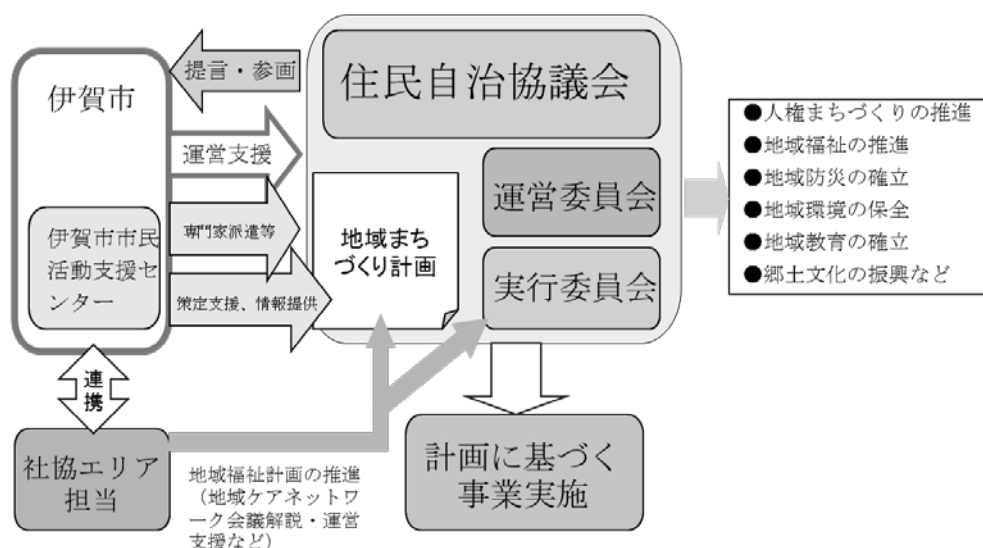 伊賀市
伊賀市市民
活動支援セ
ンター
提言・参画
運営支援
専門家派遣等
策定支援、情報提供
連
携
社協エリア
担当
住民自治協議会
地域まち
づくり計画
運営委員会
実行委員会
計画に基づく
事業実施
地域福祉計画の推進
（地域ケアネットワ
ーク会議解説・運営
支援など）
●人権まちづくりの推進
●地域福祉の推進
●地域防災の確立
●地域環境の保全
●地域教育の確立
●郷土文化の振興など